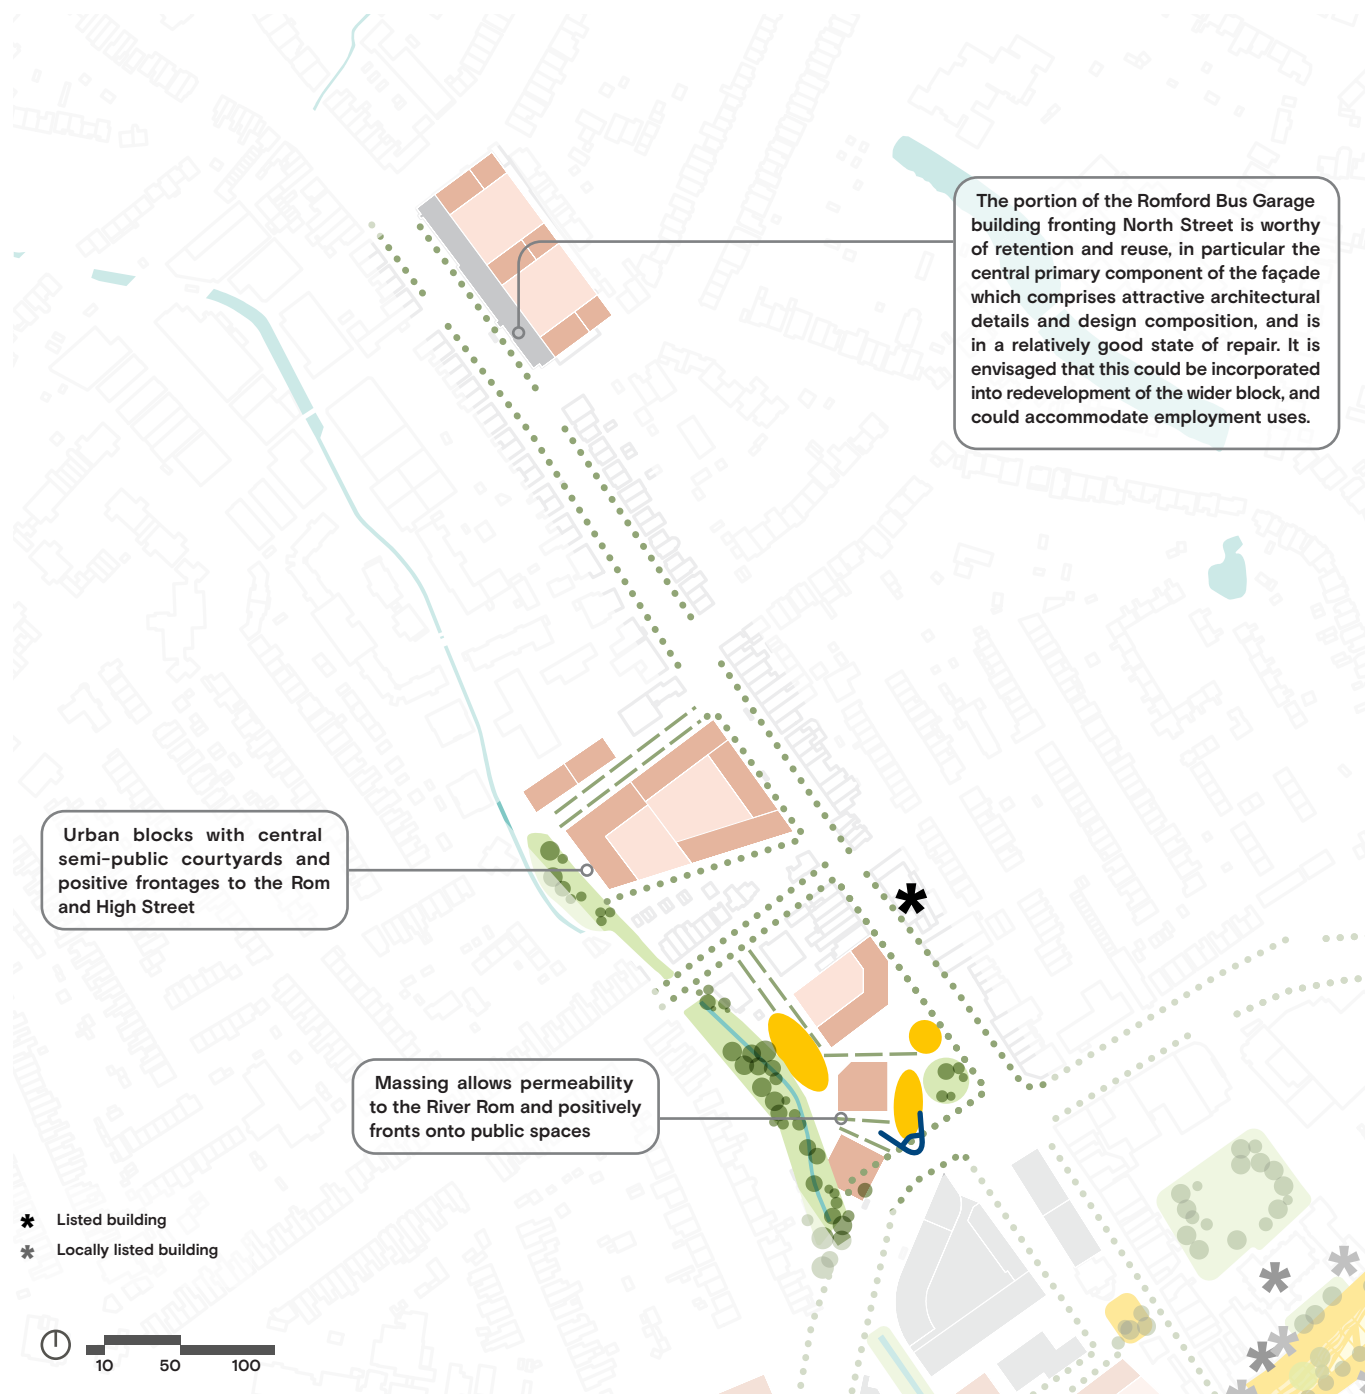 The portion of the Romford Bus Garage
building fronting North Street is worthy
of retention and reuse, in particular the
central primary component of the façade
which comprises attractive architectural
details and design composition, and is
in a relatively good state of repair. It is
envisaged that this could be incorporated
into redevelopment of the wider block, and
could accommodate employment uses.
Urban blocks with central
semi-public courtyards and
positive frontages to the Rom
and High Street
Massing allows permeability
to the River Rom and positively
fronts onto public spaces
Listed building
Locally listed building
10 50 100